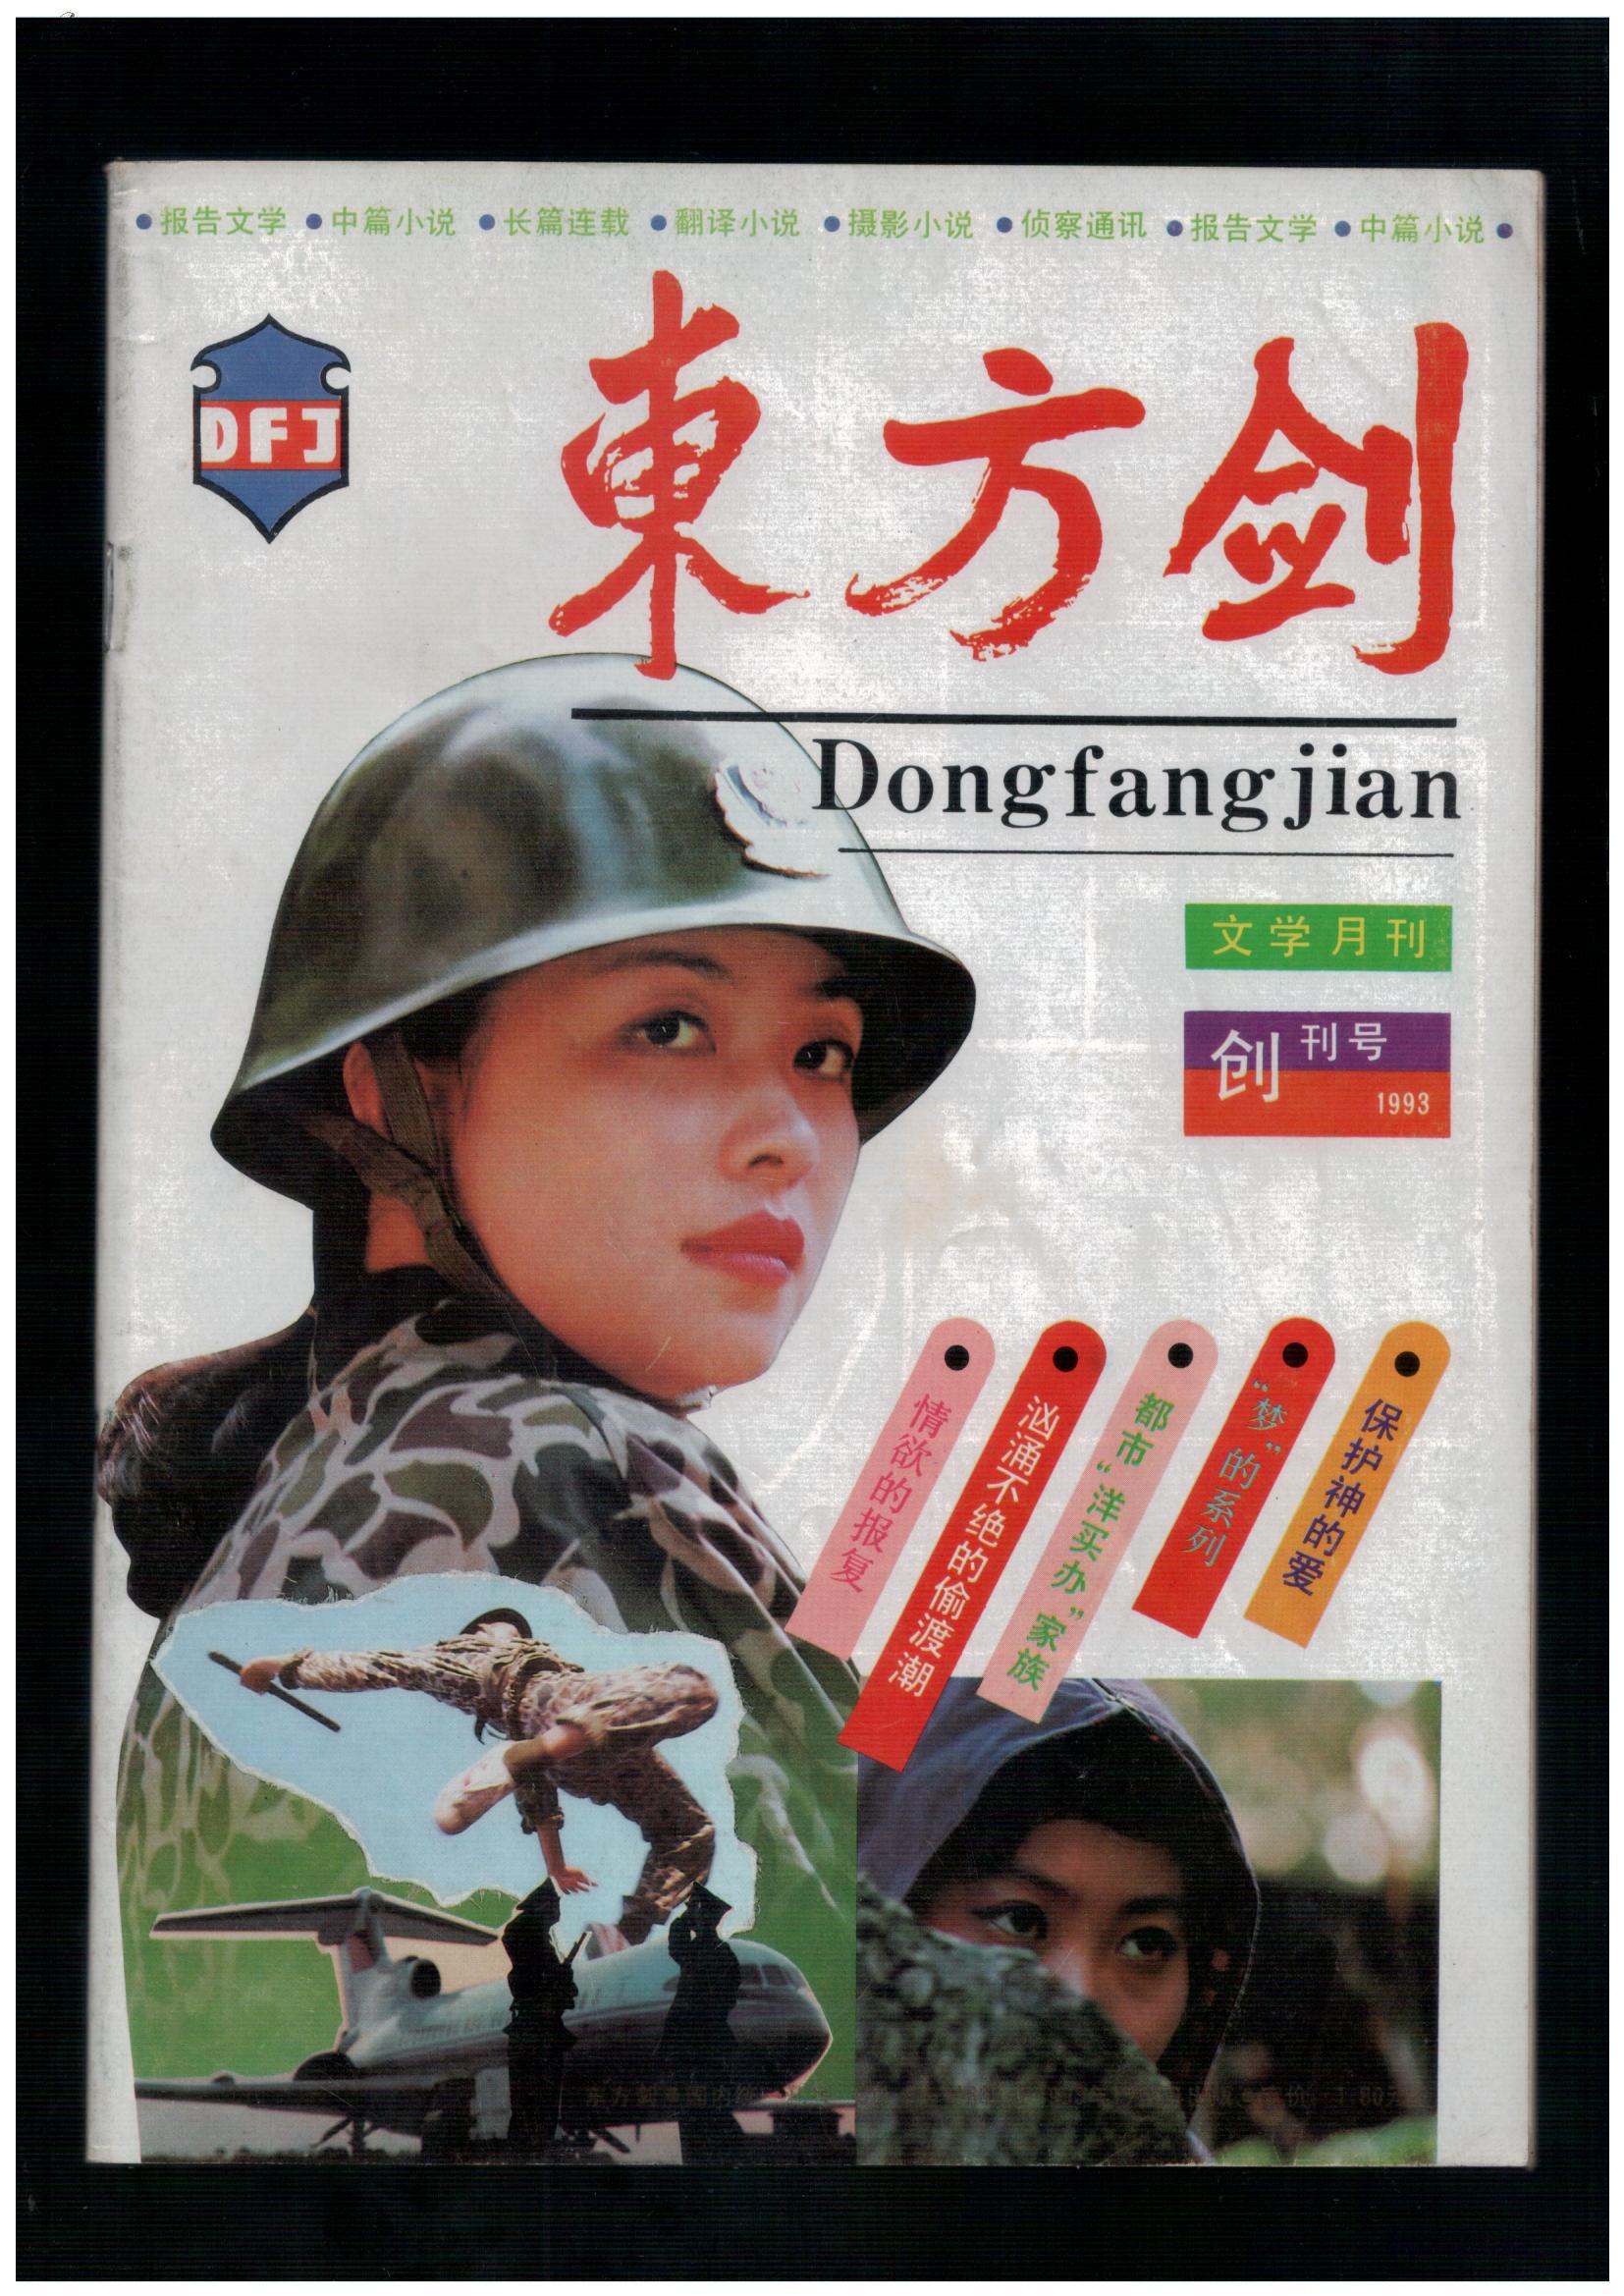 ●报告文学 ●中篇小说 ●长篇连载 ●翻译小说 ●摄影小说 ●侦察通讯 ●报告文学 ●中篇小说●
DFJ
東方剑
Dongfangjian
文学月刊
创刊号
1993
情欲的报复
汹涌不绝的偷渡潮
都市“洋买办”家族
“梦”的系列
保护神的爱